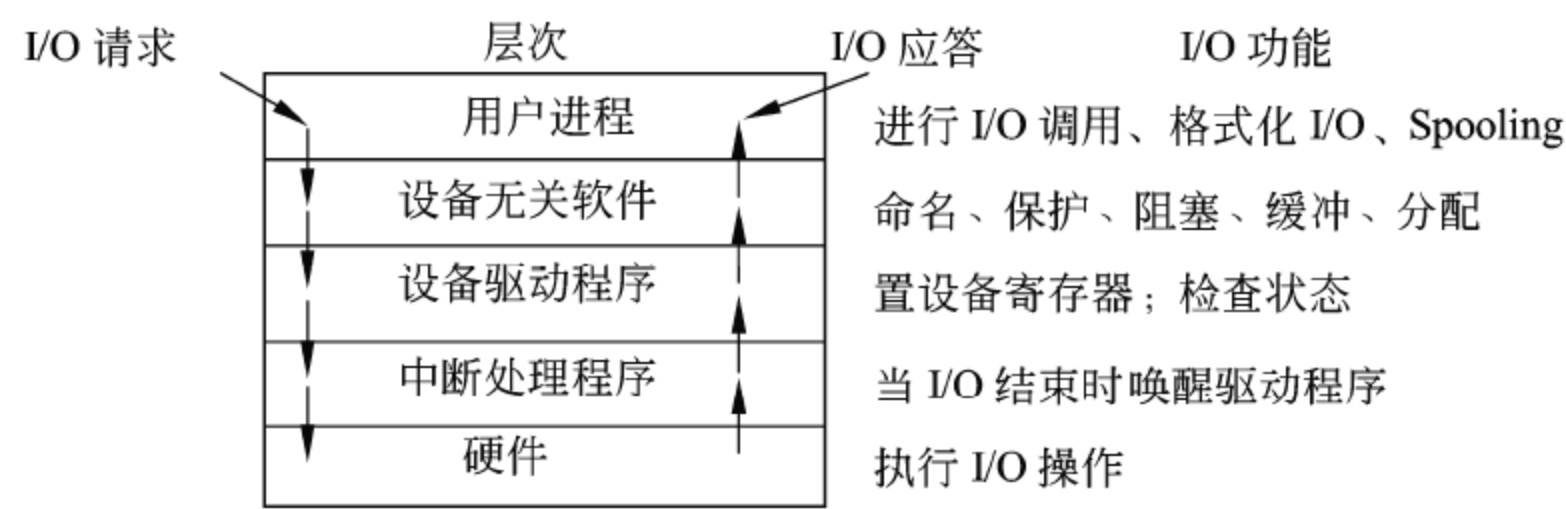 I/O 请求 层次 I/O 应答 I/O 功能
用户进程 进行 I/O 调用、格式化 I/O、Spooling
设备无关软件 命名、保护、阻塞、缓冲、分配
设备驱动程序 置设备寄存器；检查状态
中断处理程序 当 I/O 结束时唤醒驱动程序
硬件 执行 I/O 操作